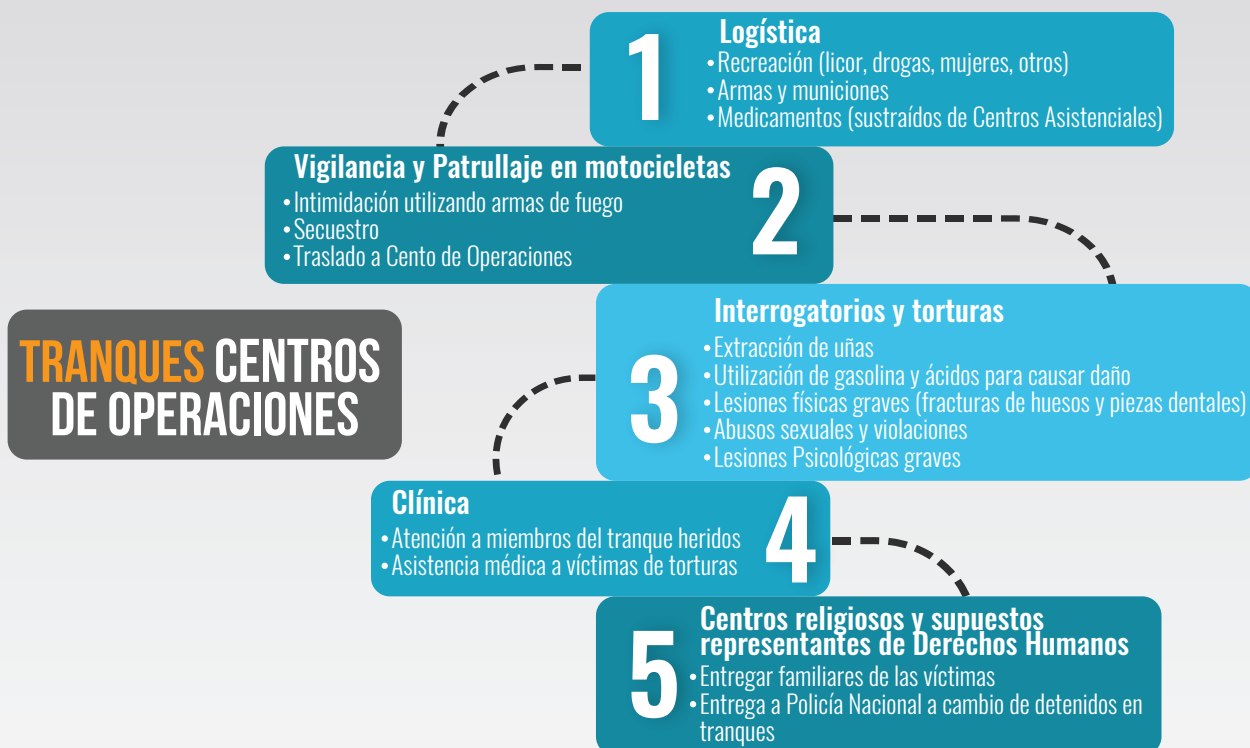 1
Logística
• Recreación (licor, drogas, mujeres, otros)
• Armas y municiones
• Medicamentos (sustraídos de Centros Asistenciales)
Vigilancia y Patrullaje en motocicletas
• Intimidación utilizando armas de fuego
• Secuestro
• Traslado a Cento de Operaciones
2
TRANQUES CENTROS
DE OPERACIONES
3
Interrogatorios y torturas
• Extracción de uñas
• Utilización de gasolina y ácidos para causar daño
• Lesiones físicas graves (fracturas de huesos y piezas dentales)
• Abusos sexuales y violaciones
• Lesiones Psicológicas graves
Clínica
• Atención a miembros del tranque heridos
• Asistencia médica a víctimas de torturas
4
5
Centros religiosos y supuestos
representantes de Derechos Humanos
• Entregar familiares de las víctimas
• Entrega a Policía Nacional a cambio de detenidos en
tranques